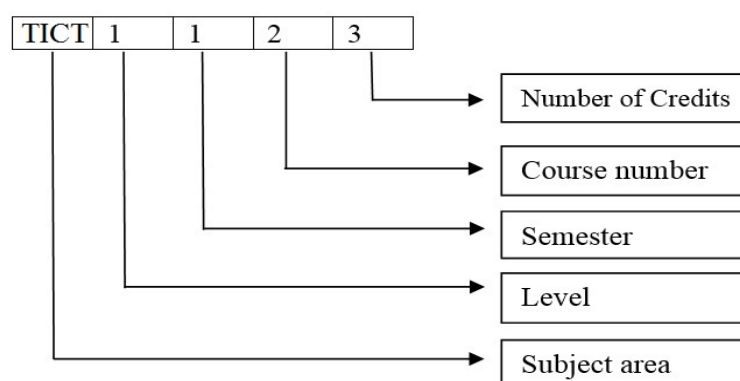 TICT 1 1 2 3
Number of Credits
Course number
Semester
Level
Subject area